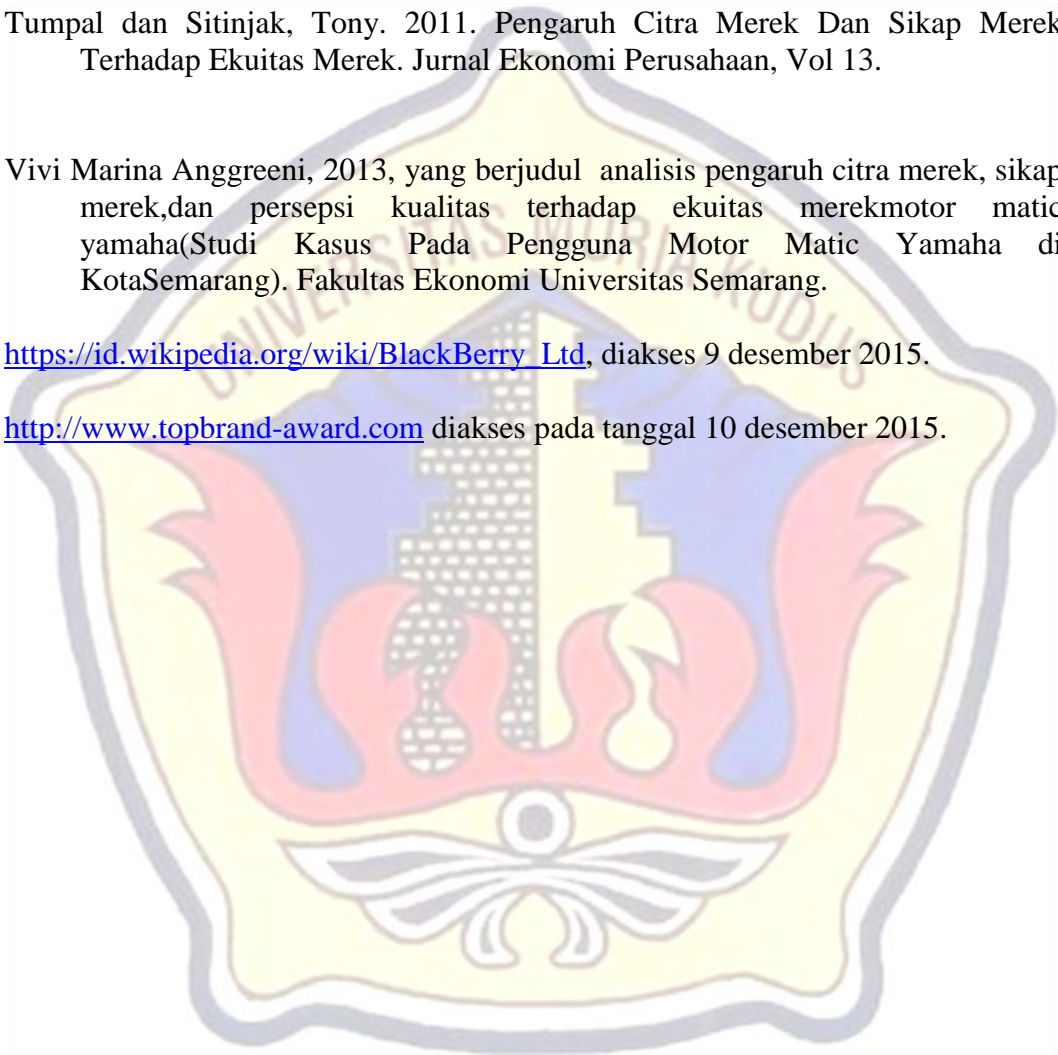 Tumpal dan Sitinjak, Tony. 2011. Pengaruh Citra Merek Dan Sikap Merek
Terhadap Ekuitas Merek. Jurnal Ekonomi Perusahaan, Vol 13.
Vivi Marina Anggreeni, 2013, yang berjudul analisis pengaruh citra merek, sikap
merek,dan persepsi kualitas terhadap ekuitas merekmotor matic
yamaha(Studi Kasus Pada Pengguna Motor Matic Yamaha di
KotaSemarang). Fakultas Ekonomi Universitas Semarang.
https://id.wikipedia.org/wiki/BlackBerry_Ltd, diakses 9 desember 2015.
http://www.topbrand-award.com diakses pada tanggal 10 desember 2015.
UNIVERSITAS MURIA KUDUS